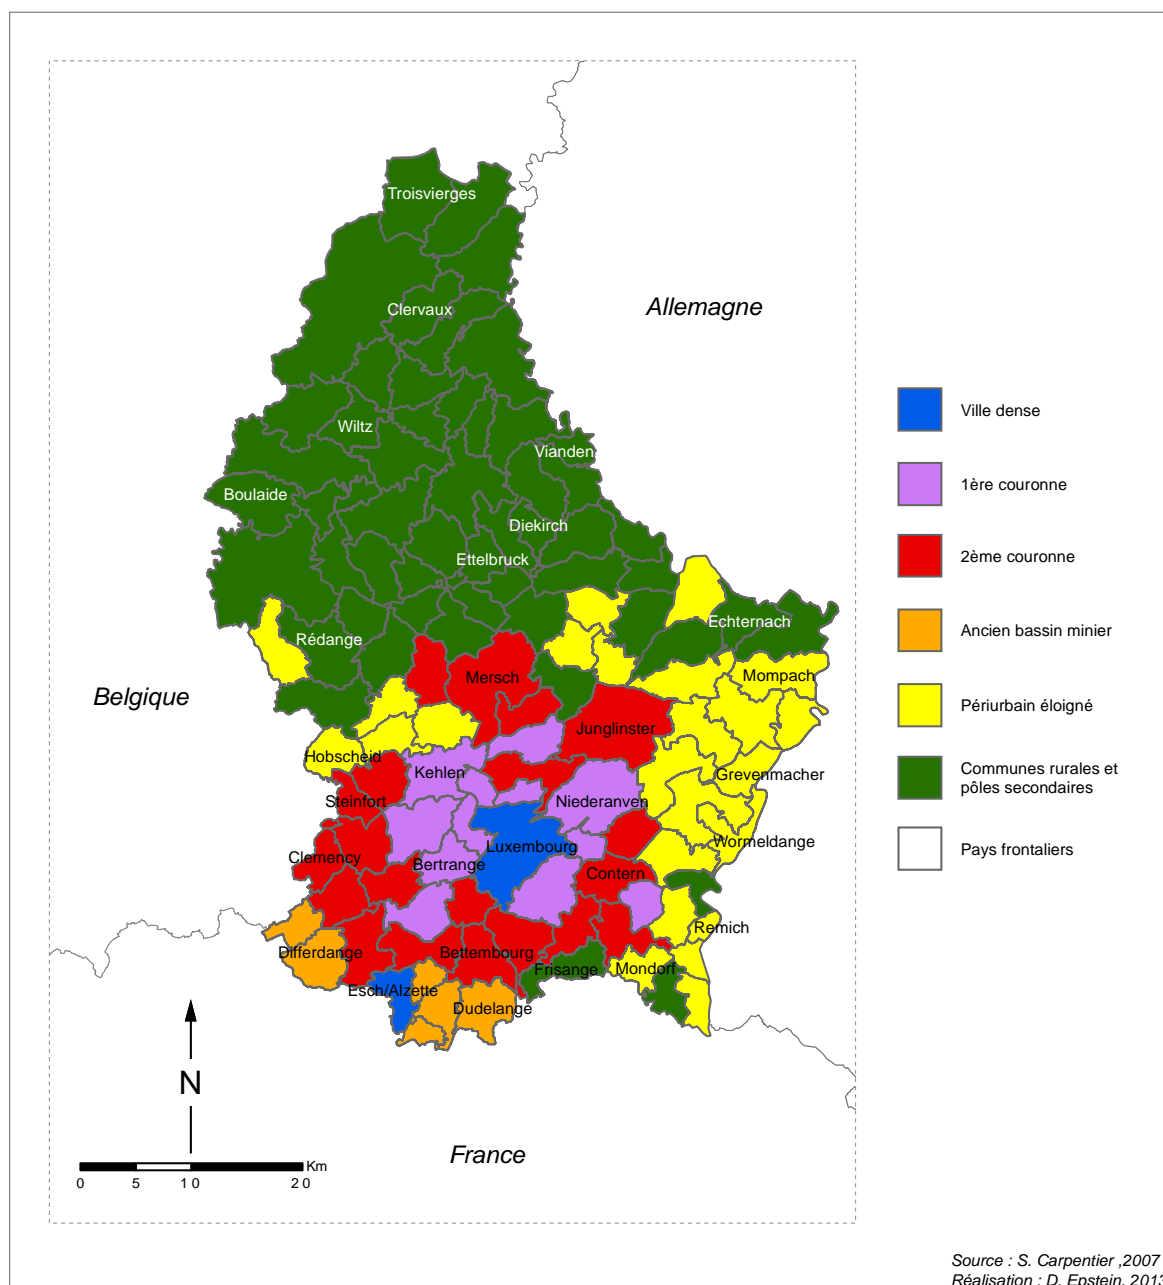 Troisvierges
Allemagne
Clervaux
Wiltz
Vianden
Boulaide
Diekirch
Ettelbruck
Echternach
Rédange
Mersch
Mompach
Belgique
Junglinster
Hobscheid
Kehlen
Grevenmacher
Steinfort
Niederanven
Luxembourg
Wormeldange
Clemency
Bertrange
Contern
Remich
Differdange
Bettembourg
Frisange
Mondorf
Esch/Alzette
Dudelange
France
N
Km
0 5 10 20
Ville dense
1ère couronne
2ème couronne
Ancien bassin minier
Périurbain éloigné
Communes rurales et
pôles secondaires
Pays frontaliers
Source : S. Carpentier ,2007
Réalisation : D. Epstein, 2013